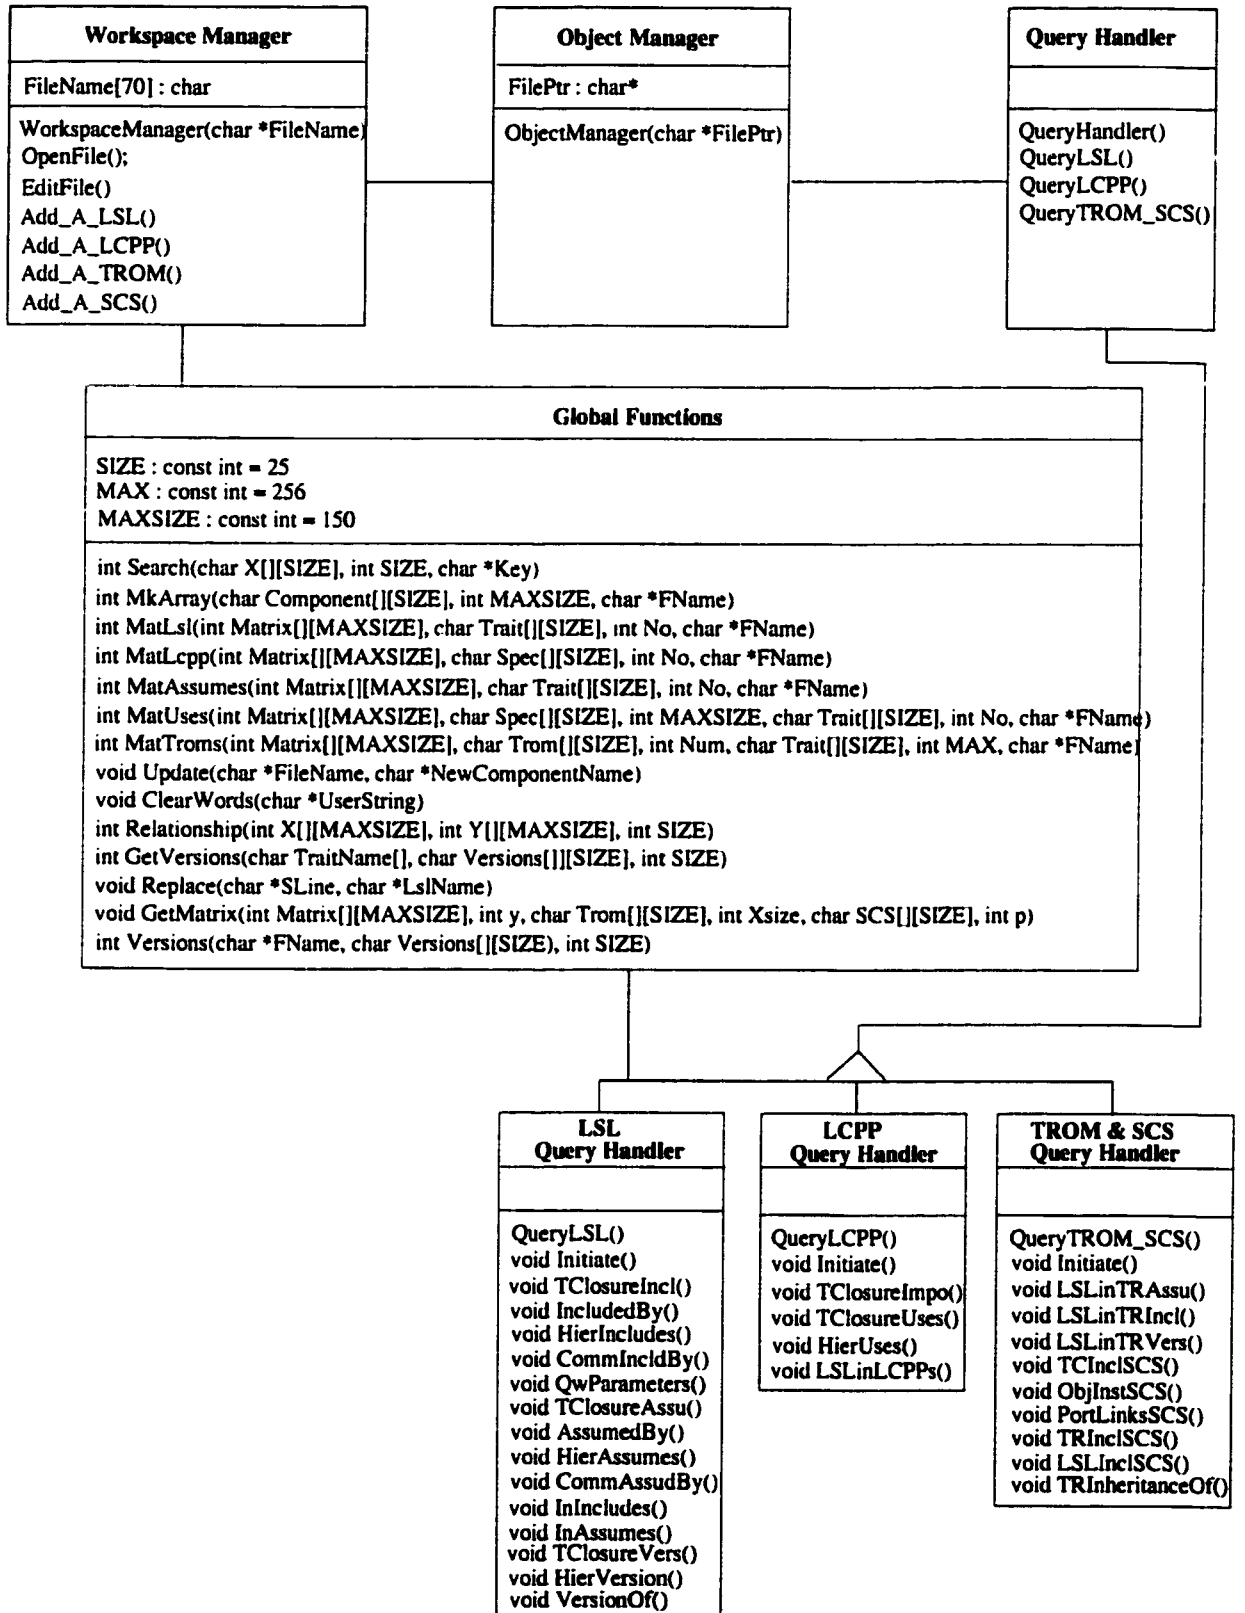 Workspace Manager
FileName[70] : char
WorkspaceManager(char *FileName)
OpenFile();
EditFile()
Add_A_LSL()
Add_A_LCPP()
Add_A_TROM()
Add_A_SCS()
Object Manager
FilePtr : char*
ObjectManager(char *FilePtr)
Query Handler
QueryHandler()
QueryLSL()
QueryLCPP()
QueryTROM_SCS()
Global Functions
SIZE : const int = 25
MAX : const int = 256
MAXSIZE : const int = 150
int Search(char X[][SIZE], int SIZE, char *Key)
int MkArray(char Component[][SIZE], int MAXSIZE, char *FName)
int MatLsl(int Matrix[][MAXSIZE], char Trait[][SIZE], int No, char *FName)
int MatLcpp(int Matrix[][MAXSIZE], char Spec[][SIZE], int No, char *FName)
int MatAssumes(int Matrix[][MAXSIZE], char Trait[][SIZE], int No, char *FName)
int MatUses(int Matrix[][MAXSIZE], char Spec[][SIZE], int MAXSIZE, char Trait[][SIZE], int No, char *FName)
int MatTroms(int Matrix[][MAXSIZE], char Trom[][SIZE], int Num, char Trait[][SIZE], int MAX, char *FName)
void Update(char *FileName, char *NewComponentName)
void ClearWords(char *UserString)
int Relationship(int X[][MAXSIZE], int Y[][MAXSIZE], int SIZE)
int GetVersions(char TraitName[], char Versions[]][SIZE], int SIZE)
void Replace(char *SLine, char *LslName)
void GetMatrix(int Matrix[][MAXSIZE], int y, char Trom[][SIZE], int Xsize, char SCS[][SIZE], int p)
int Versions(char *FName, char Versions[][SIZE), int SIZE)
LSL
Query Handler
QueryLSL()
void Initiate()
void TClosureIncl()
void IncludedBy()
void HierIncludes()
void CommIncldBy()
void QwParameters()
void TClosureAssu()
void AssumedBy()
void HierAssumes()
void CommAssudBy()
void InIncludes()
void InAssumes()
void TClosureVers()
void HierVersion()
void VersionOf()
LCPP
Query Handler
QueryLCPP()
void Initiate()
void TClosureImpo()
void TClosureUses()
void HierUses()
void LSLinLCPPs()
TROM & SCS
Query Handler
QueryTROM_SCS()
void Initiate()
void LSLinTRAssu()
void LSLinTRIncl()
void LSLinTRVers()
void TCInclSCS()
void ObjInstSCS()
void PortLinksSCS()
void TRInclSCS()
void LSLInclSCS()
void TRInheritanceOf()